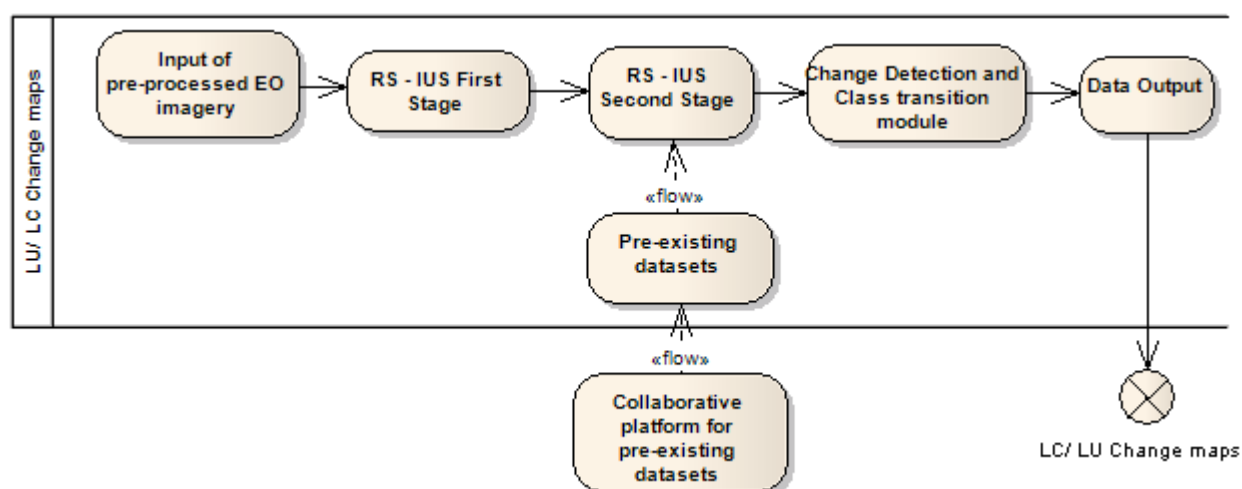 LU/ LC Change maps
Input of
pre-processed EO
imagery
RS - IUS First
Stage
RS - IUS
Second Stage
Change Detection and
Class transition
module
Data Output
«flow»
Pre-existing
datasets
«flow»
Collaborative
platform for
pre-existing
datasets
LC/ LU Change maps